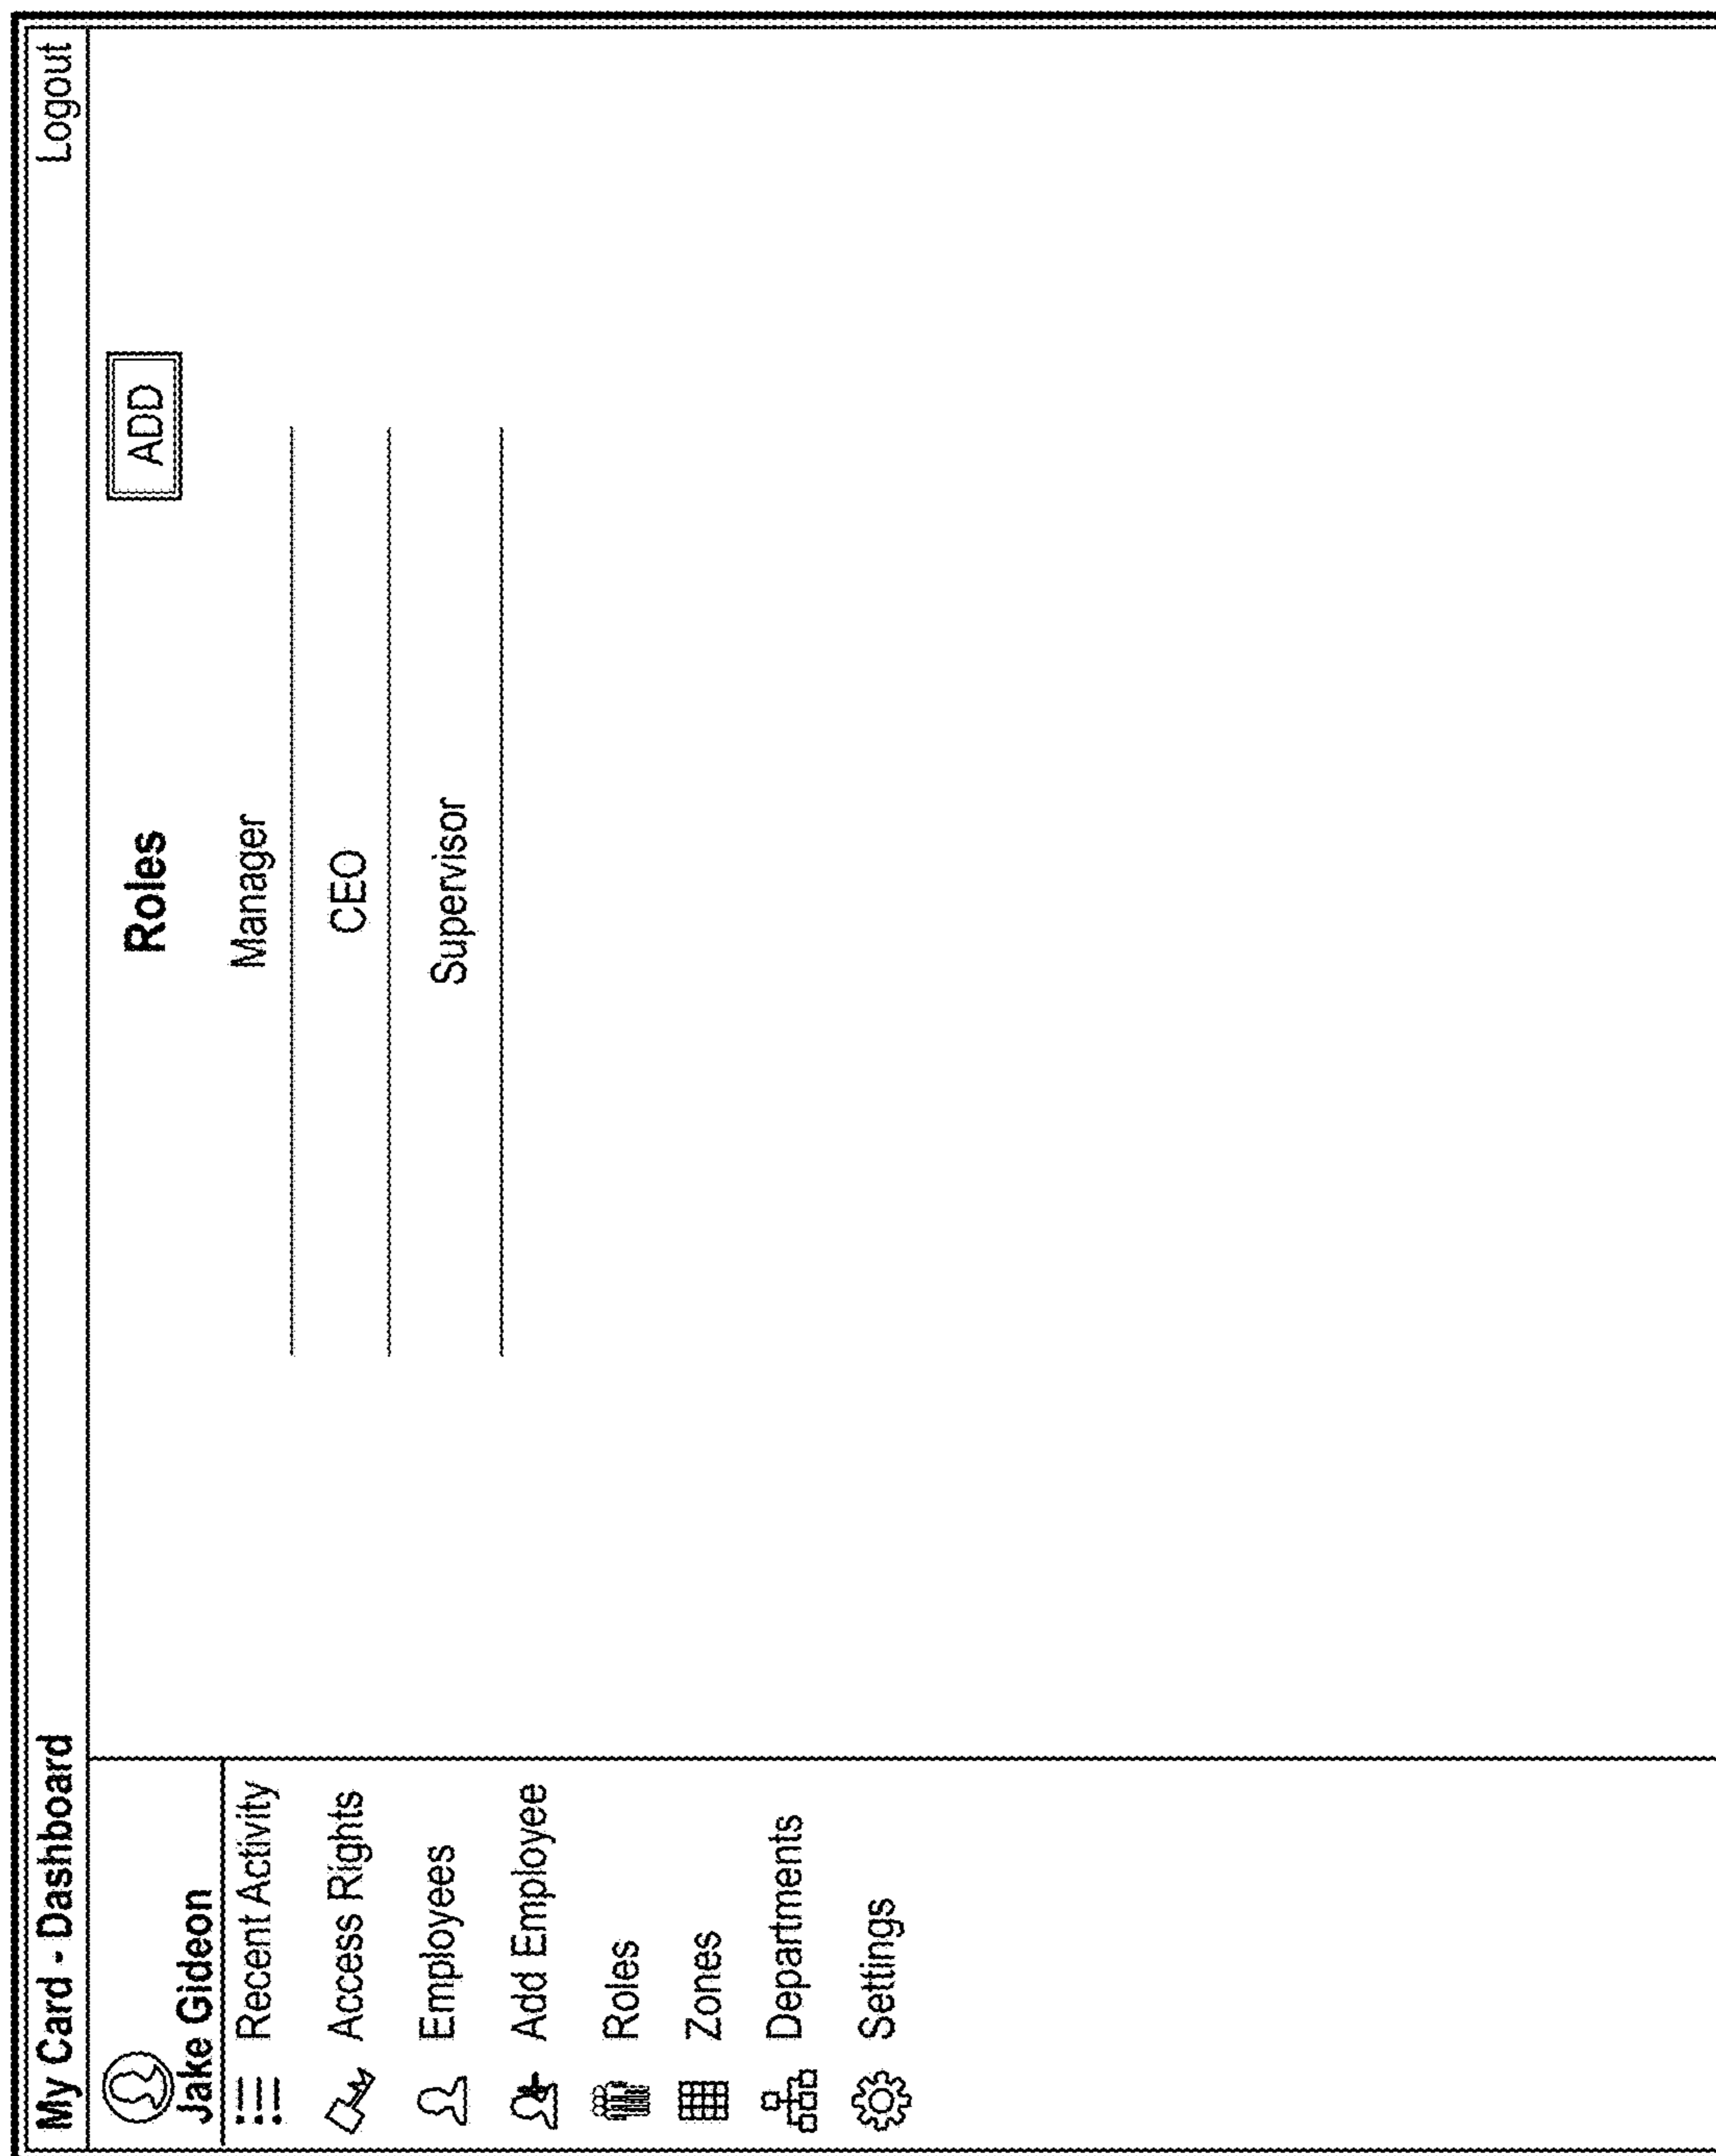 My Card - Dashboard
Logout
Jake Gideon
Recent Activity
Access Rights
Employees
Add Employee
Roles
Zones
Departments
Settings
Roles
ADD
Manager
CEO
Supervisor